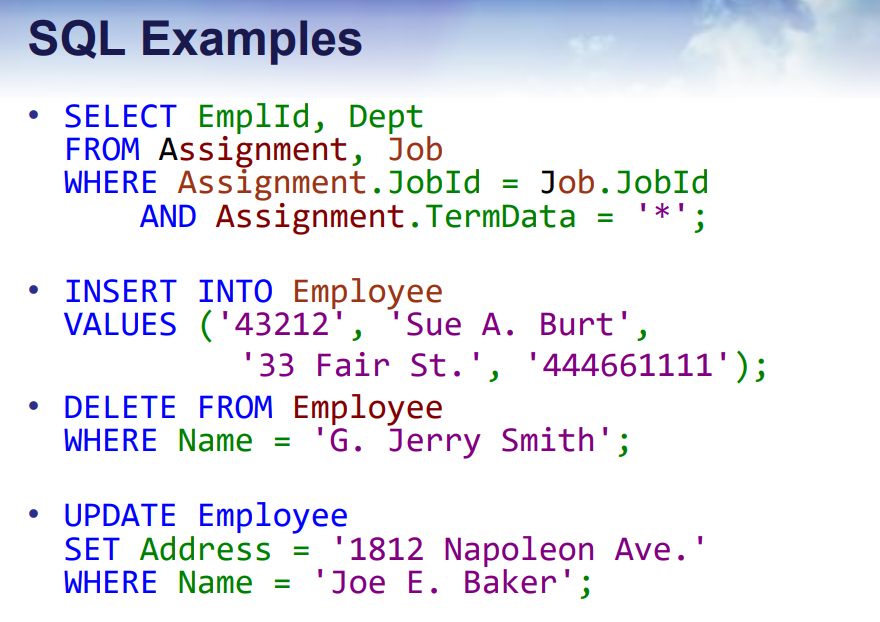 SQL Examples
• SELECT EmplId, Dept
FROM Assignment, Job
WHERE Assignment.JobId = Job.JobId
AND Assignment.TermData = '*';
• INSERT INTO Employee
VALUES ('43212', 'Sue A. Burt',
'33 Fair St.', '444661111');
• DELETE FROM Employee
WHERE Name = 'G. Jerry Smith';
• UPDATE Employee
SET Address = '1812 Napoleon Ave.'
WHERE Name = 'Joe E. Baker';